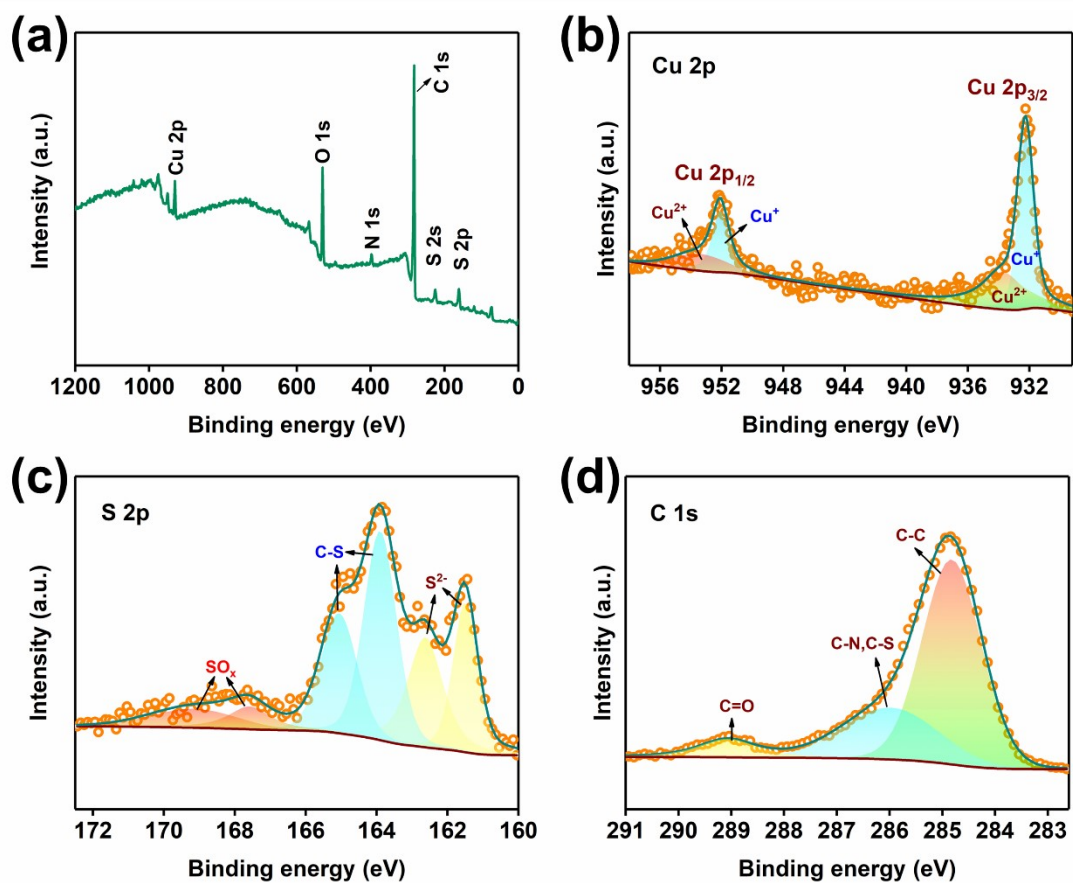 (a)
Intensity (a.u.)
Cu 2p
O 1s
N 1s
C 1s
S 2s
S 2p
1200 1000 800 600 400 200 0
Binding energy (eV)
(b)
Intensity (a.u.)
Cu 2p
Cu 2p₃/₂
Cu 2p₁/₂
Cu²⁺
Cu⁺
Cu⁺
Cu²⁺
956 952 948 944 940 936 932
Binding energy (eV)
(c)
Intensity (a.u.)
S 2p
C-S
S²⁻
SOₓ
172 170 168 166 164 162 160
Binding energy (eV)
(d)
Intensity (a.u.)
C 1s
C-C
C-N,C-S
C=O
291 290 289 288 287 286 285 284 283
Binding energy (eV)